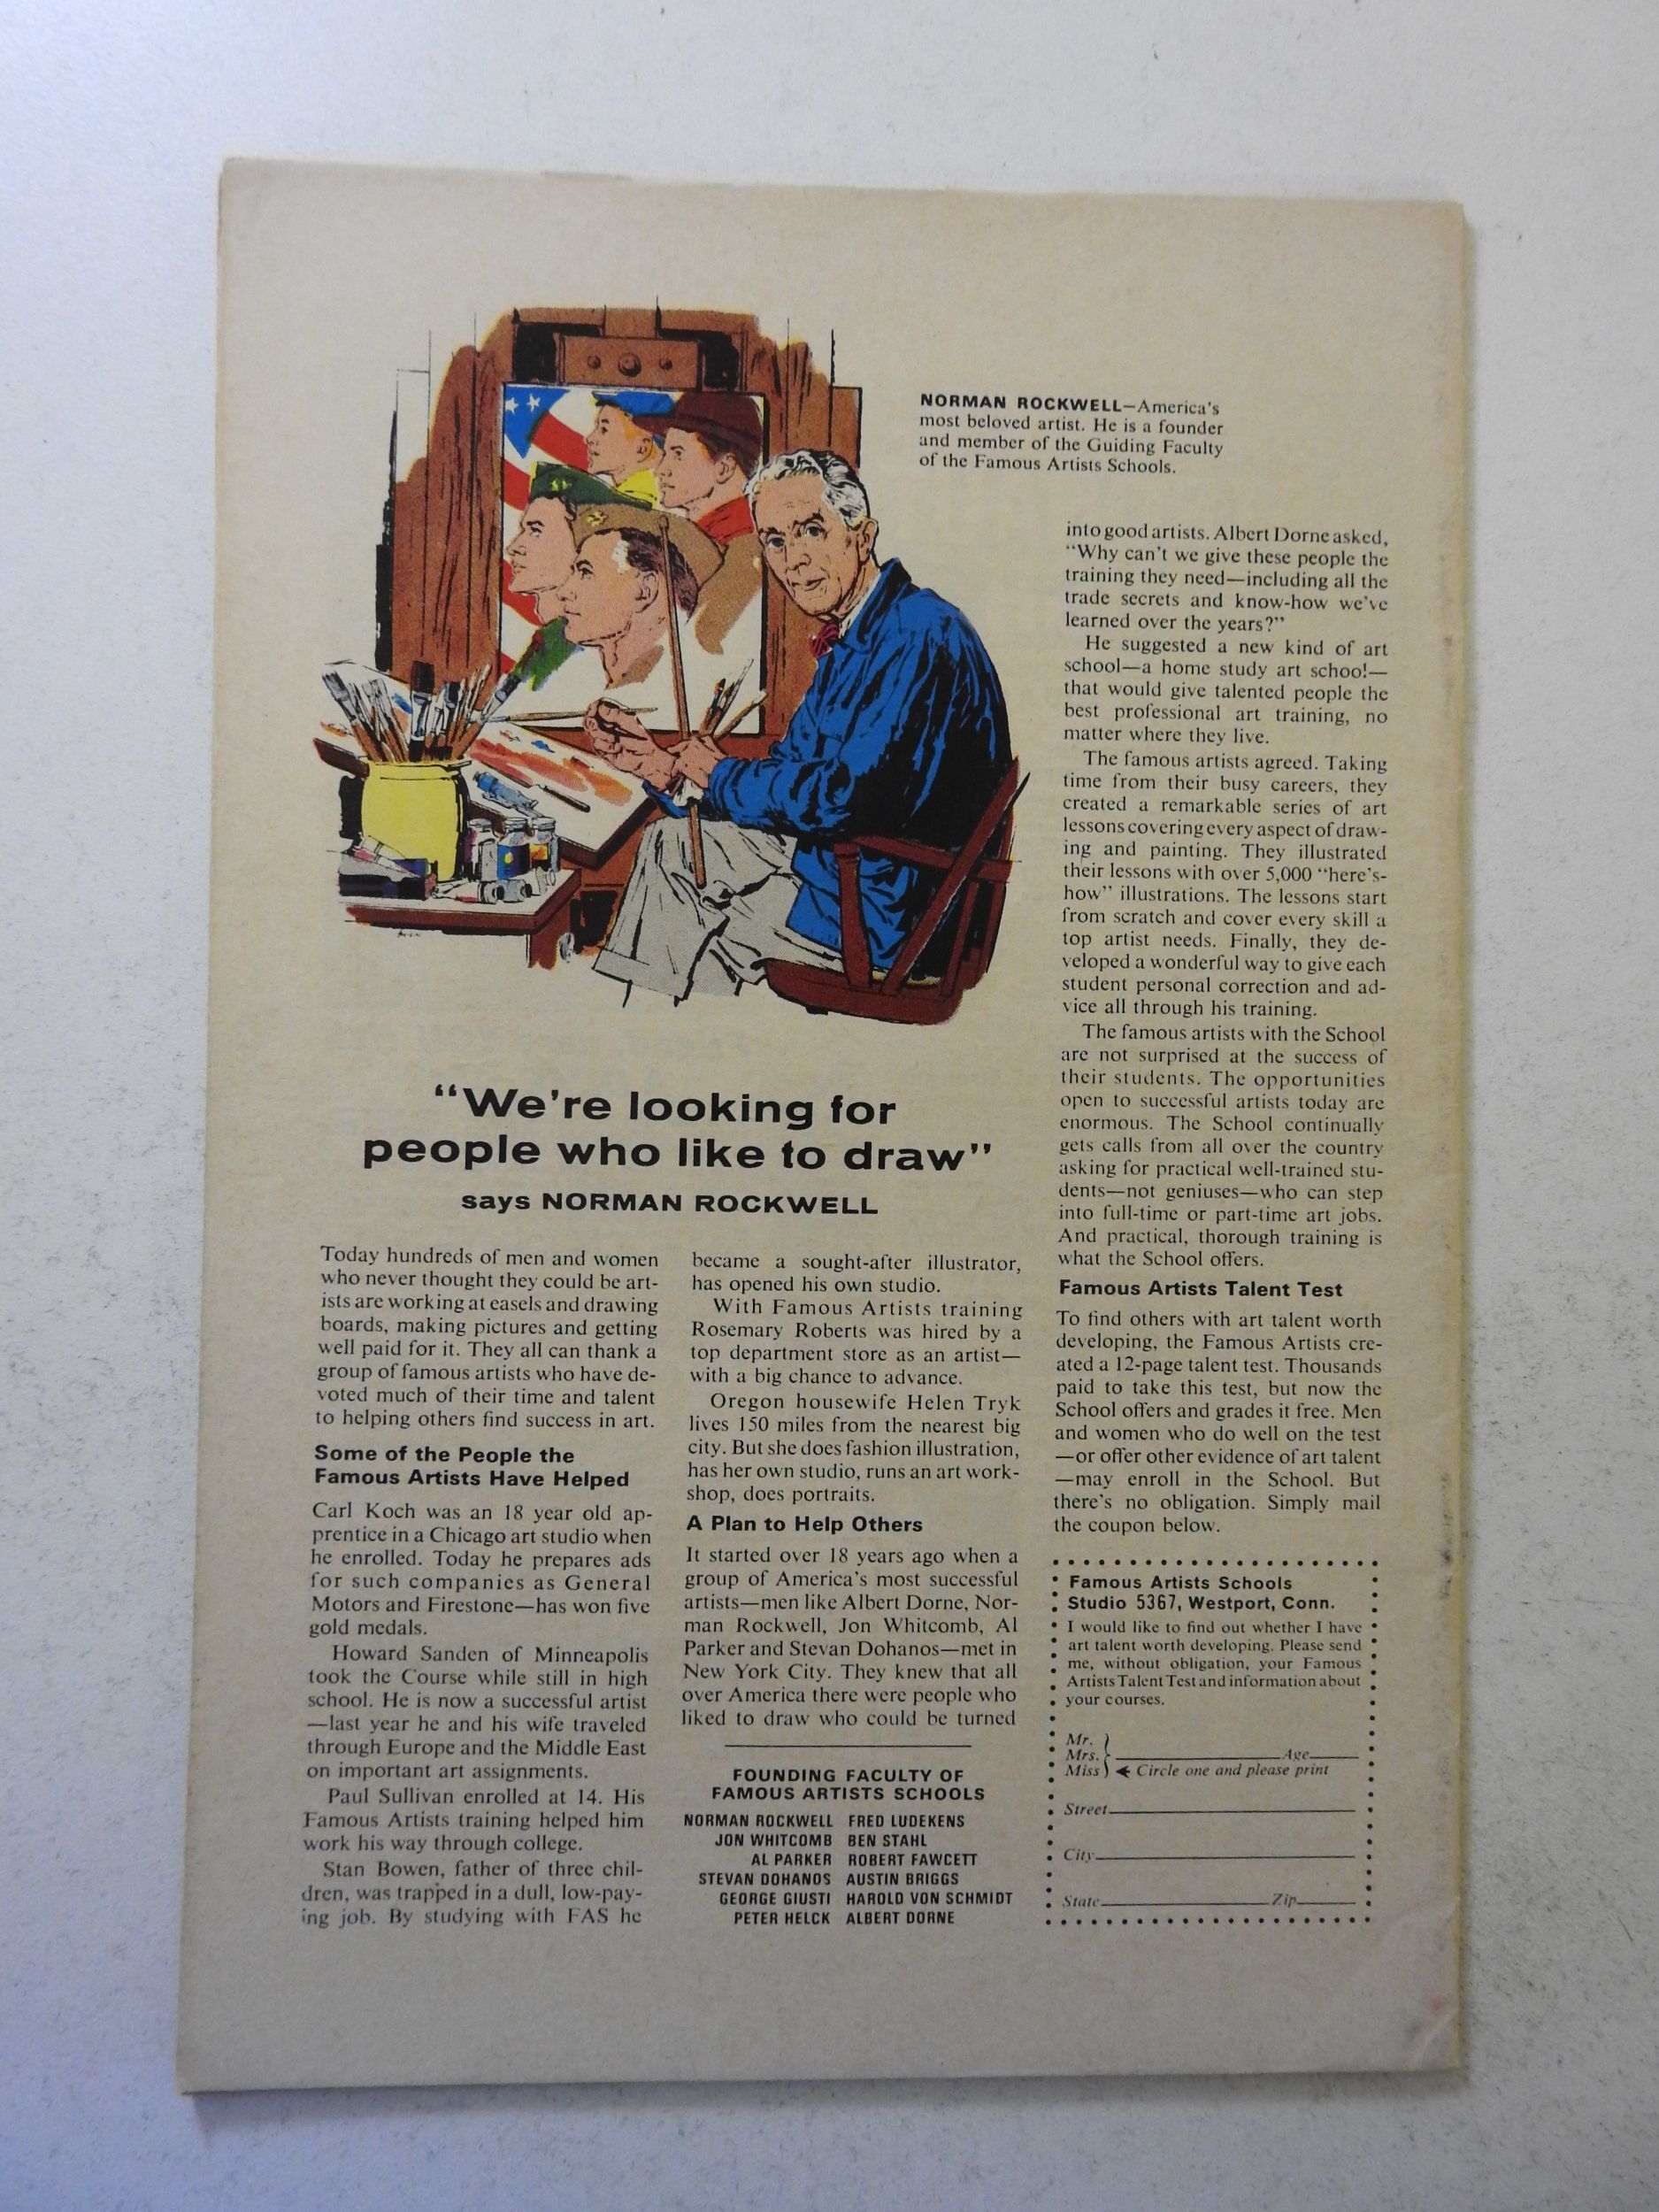 NORMAN ROCKWELL—America's
most beloved artist. He is a founder
and member of the Guiding Faculty
of the Famous Artists Schools.
"We're looking for
people who like to draw"
says NORMAN ROCKWELL
Today hundreds of men and women
who never thought they could be art-
ists are working at easels and drawing
boards, making pictures and getting
well paid for it. They all can thank a
group of famous artists who have de-
voted much of their time and talent
to helping others find success in art.
Some of the People the
Famous Artists Have Helped
Carl Koch was an 18 year old ap-
prentice in a Chicago art studio when
he enrolled. Today he prepares ads
for such companies as General
Motors and Firestone—has won five
gold medals.
Howard Sanden of Minneapolis
took the Course while still in high
school. He is now a successful artist
—last year he and his wife traveled
through Europe and the Middle East
on important art assignments.
Paul Sullivan enrolled at 14. His
Famous Artists training helped him
work his way through college.
Stan Bowen, father of three chil-
dren, was trapped in a dull, low-pay-
ing job. By studying with FAS he
became a sought-after illustrator,
has opened his own studio.
With Famous Artists training
Rosemary Roberts was hired by a
top department store as an artist—
with a big chance to advance.
Oregon housewife Helen Tryk
lives 150 miles from the nearest big
city. But she does fashion illustration,
has her own studio, runs an art work-
shop, does portraits.
A Plan to Help Others
It started over 18 years ago when a
group of America's most successful
artists—men like Albert Dorne, Nor-
man Rockwell, Jon Whitcomb, Al
Parker and Stevan Dohanos—met in
New York City. They knew that all
over America there were people who
liked to draw who could be turned
FOUNDING FACULTY OF
FAMOUS ARTISTS SCHOOLS
NORMAN ROCKWELL FRED LUDEKENS
JON WHITCOMB BEN STAHL
AL PARKER ROBERT FAWCETT
STEVAN DOHANOS AUSTIN BRIGGS
GEORGE GIUSTI HAROLD VON SCHMIDT
PETER HELCK ALBERT DORNE
into good artists. Albert Dorne asked,
"Why can't we give these people the
training they need—including all the
trade secrets and know-how we've
learned over the years?"
He suggested a new kind of art
school—a home study art school—
that would give talented people the
best professional art training, no
matter where they live.
The famous artists agreed. Taking
time from their busy careers, they
created a remarkable series of art
lessons covering every aspect of draw-
ing and painting. They illustrated
their lessons with over 5,000 "here's-
how" illustrations. The lessons start
from scratch and cover every skill a
top artist needs. Finally, they de-
veloped a wonderful way to give each
student personal correction and ad-
vice all through his training.
The famous artists with the School
are not surprised at the success of
their students. The opportunities
open to successful artists today are
enormous. The School continually
gets calls from all over the country
asking for practical well-trained stu-
dents—not geniuses—who can step
into full-time or part-time art jobs.
And practical, thorough training is
what the School offers.
Famous Artists Talent Test
To find others with art talent worth
developing, the Famous Artists cre-
ated a 12-page talent test. Thousands
paid to take this test, but now the
School offers and grades it free. Men
and women who do well on the test
—or offer other evidence of art talent
—may enroll in the School. But
there's no obligation. Simply mail
the coupon below.
Famous Artists Schools
Studio 5367, Westport, Conn.
I would like to find out whether I have
art talent worth developing. Please send
me, without obligation, your Famous
Artists Talent Test and information about
your courses.
Mr.
Mrs. Age
Miss Circle one and please print
Street
City
State Zip